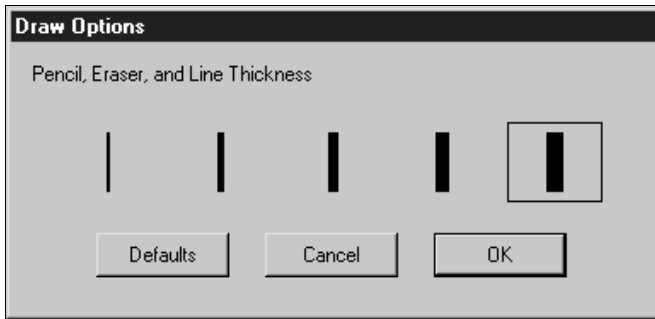 Draw Options
Pencil, Eraser, and Line Thickness
Defaults Cancel OK